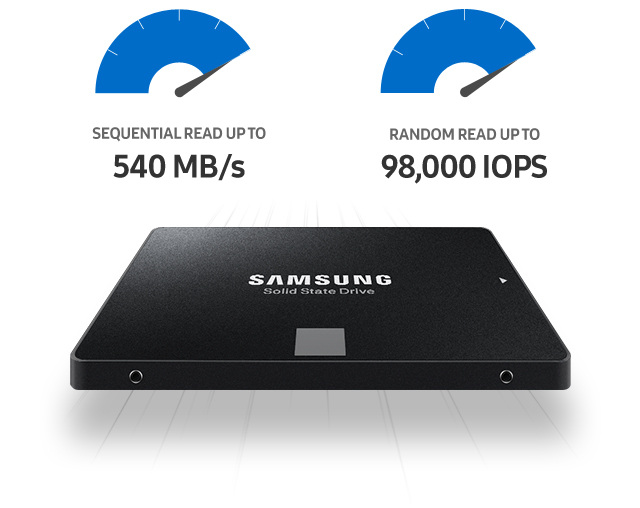 SEQUENTIAL READ UP TO
540 MB/s
RANDOM READ UP TO
98,000 IOPS
SAMSUNG
Solid State Drive